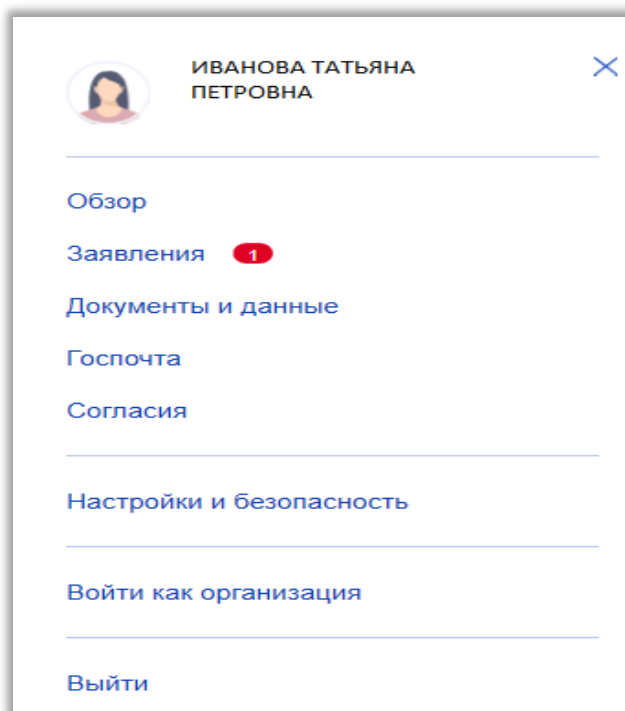 ИВАНОВА ТАТЬЯНА
ПЕТРОВНА
Обзор
Заявления 1
Документы и данные
Госпочта
Согласия
Настройки и безопасность
Войти как организация
Выйти